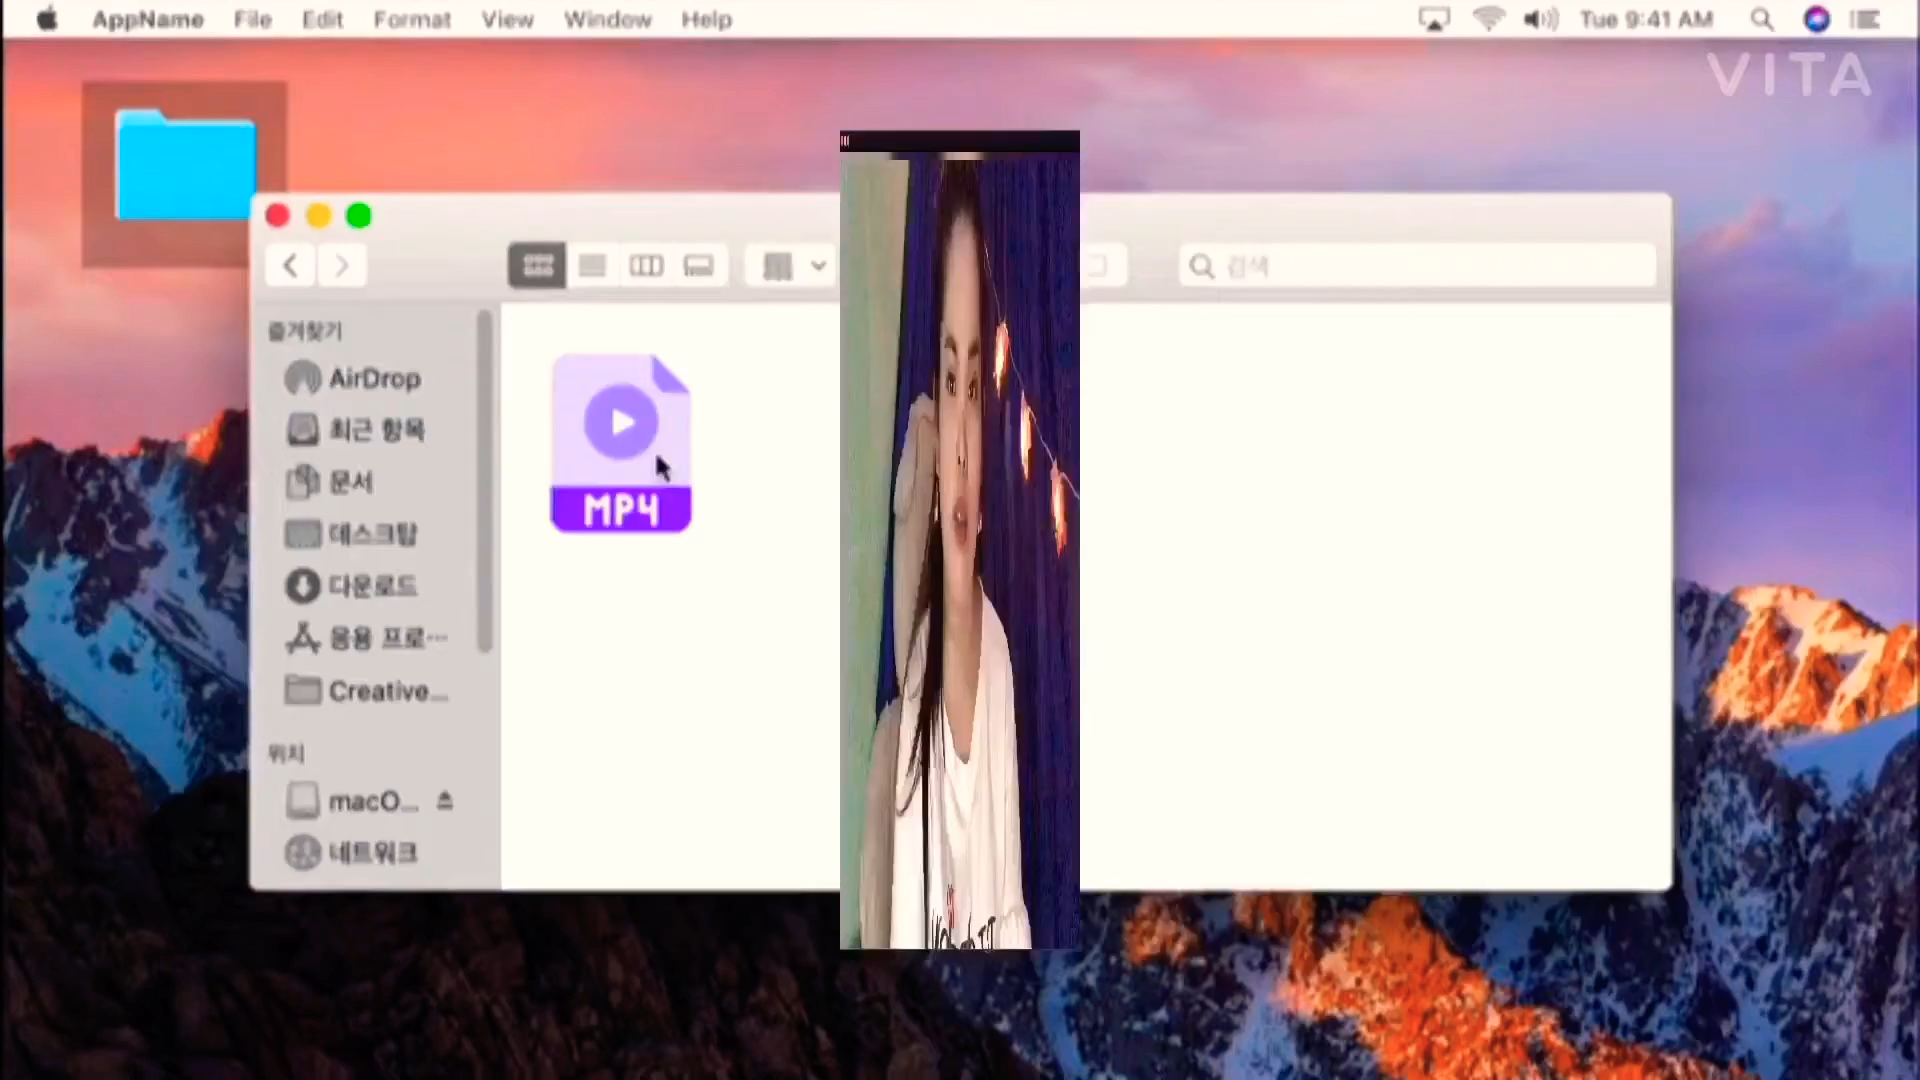 AppName File Edit Format View Window Help
Tue 9:41 AM
VITA
검색
즐겨찾기
AirDrop
최근 항목
문서
데스크탑
다운로드
응용 프로…
Creative...
위치
macO...
네트워크
MP4